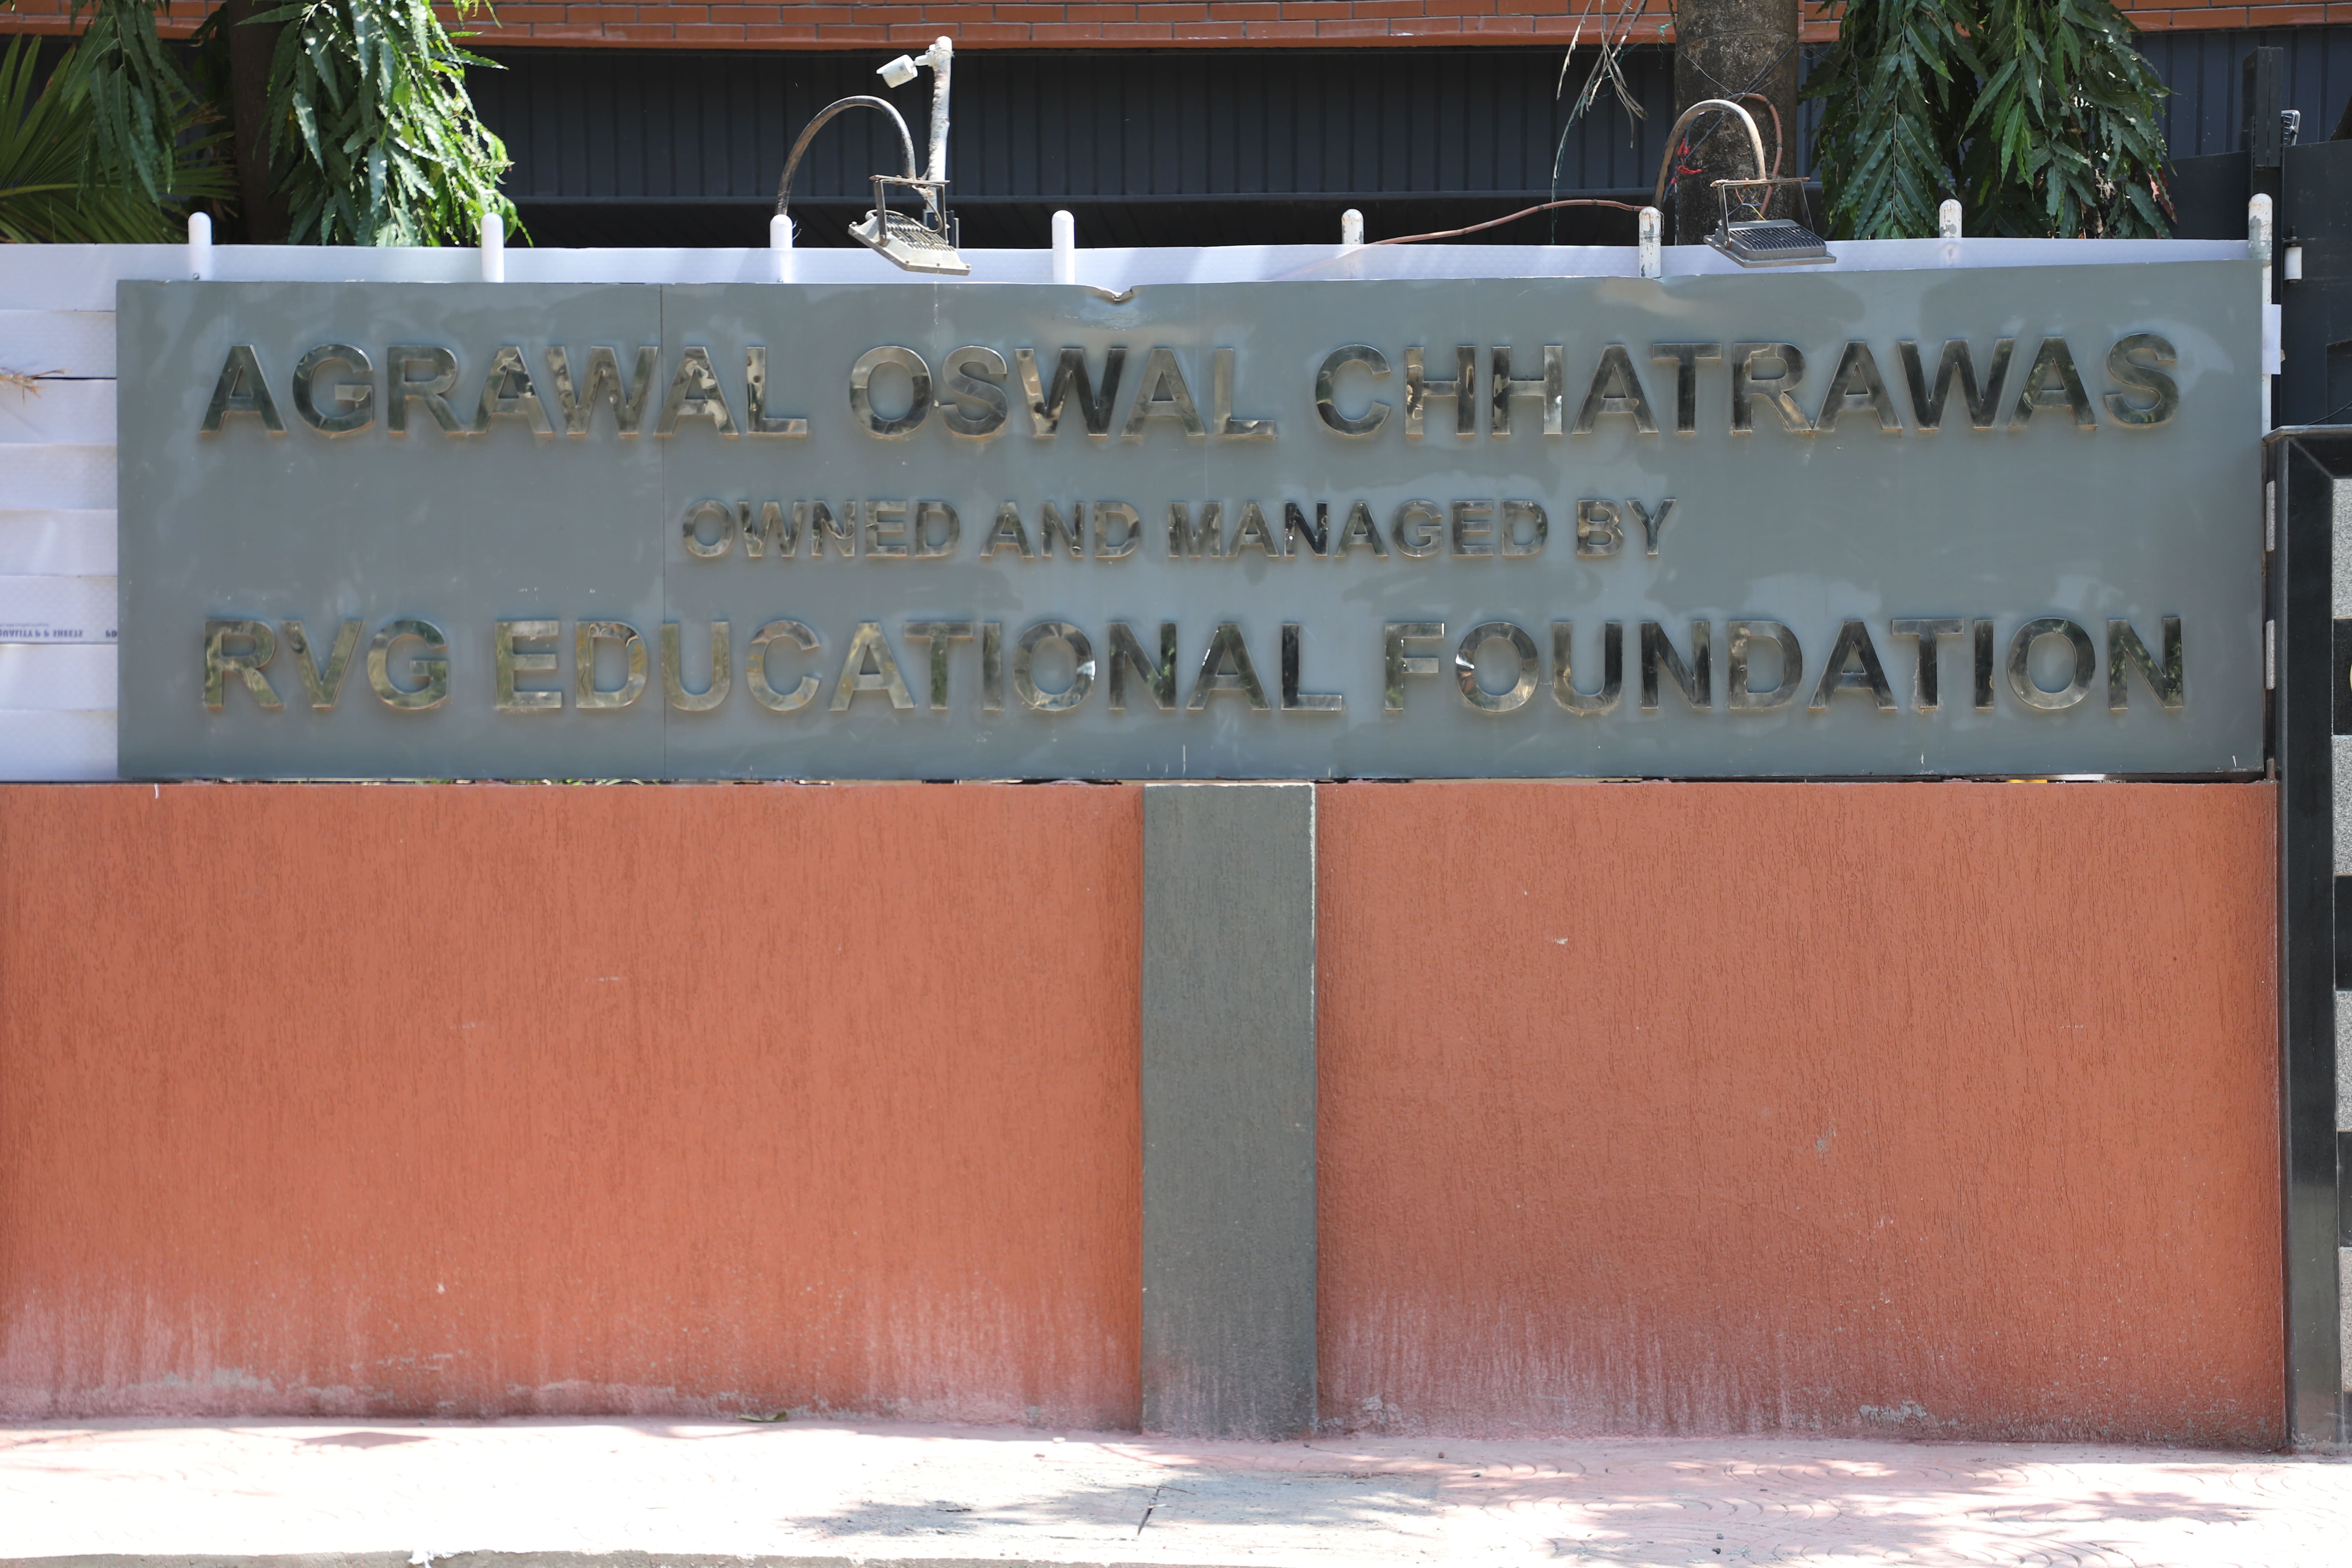 AGRAWAL OSWAL CHHATRAWAS
OWNED AND MANAGED BY
RVG EDUCATIONAL FOUNDATION